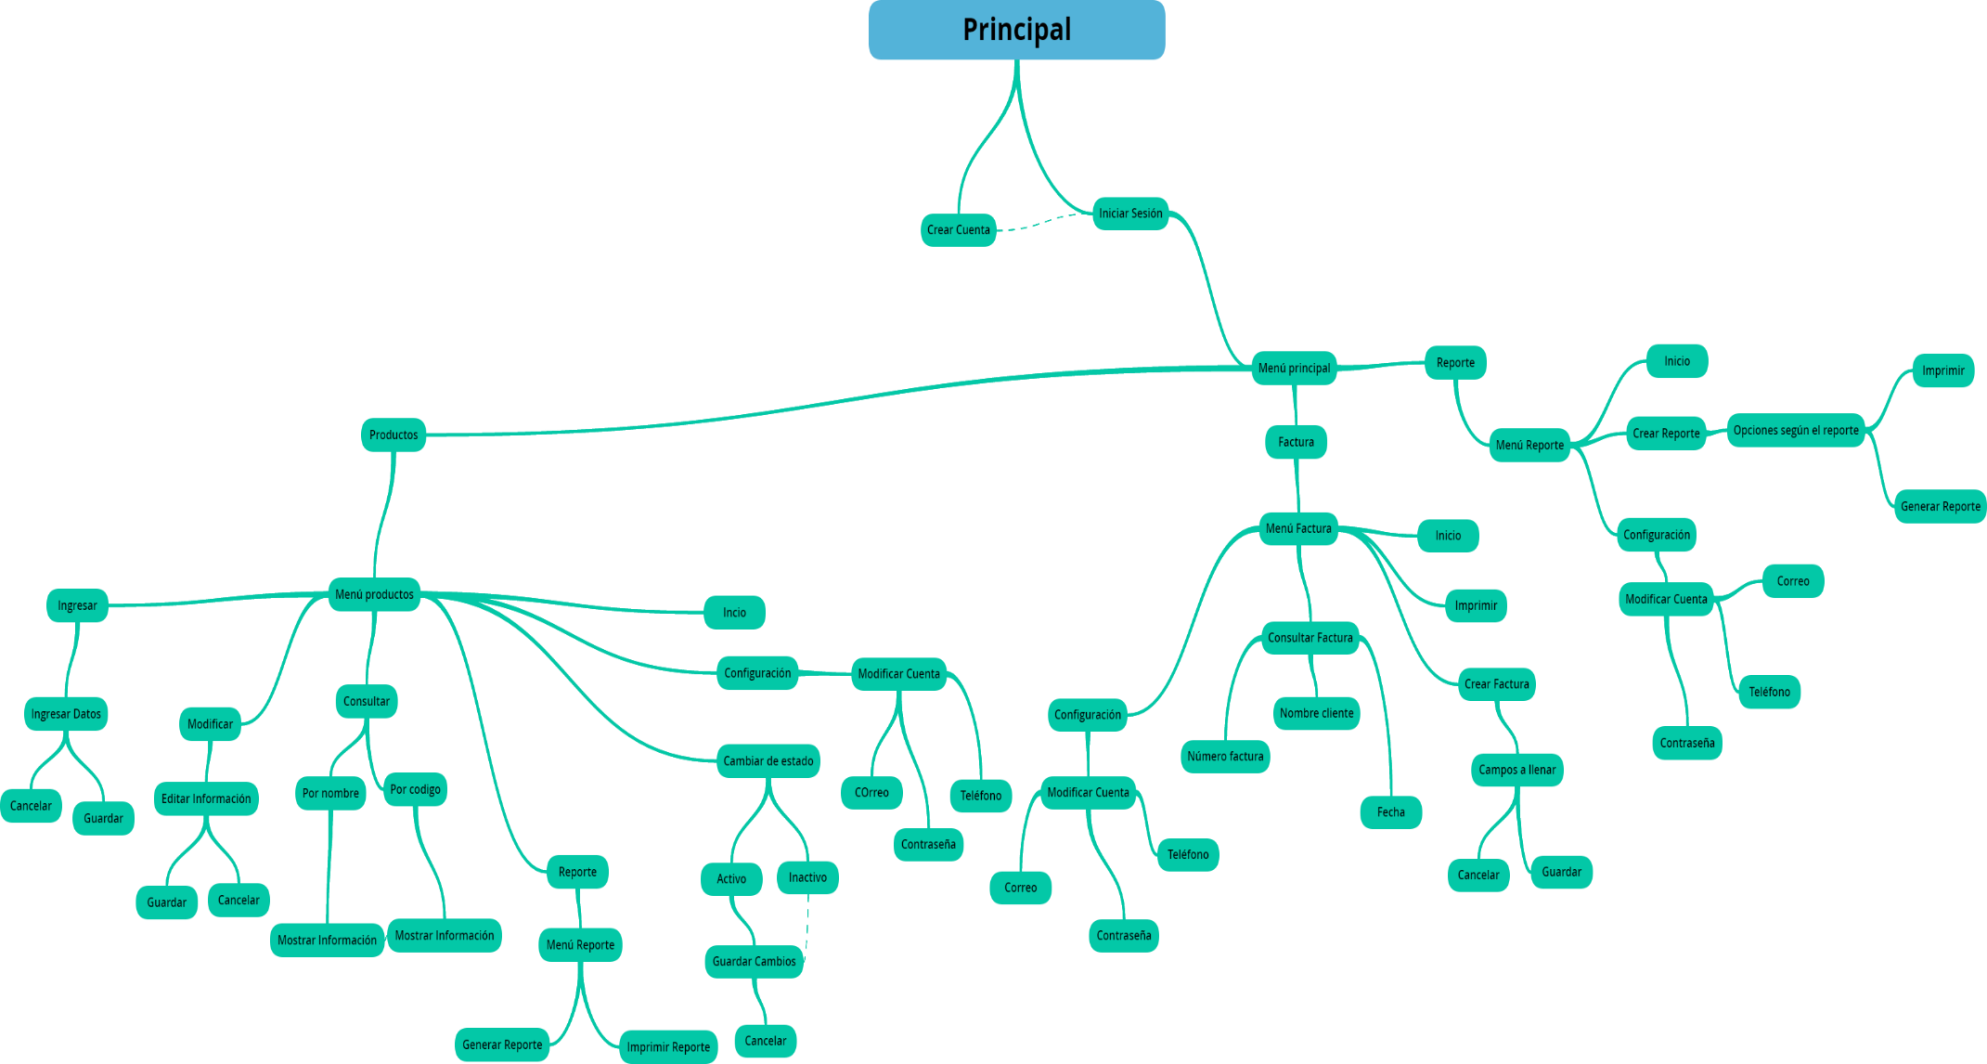 Principal
Iniciar Sesión
Crear Cuenta
Menú principal
Reporte
Inicio
Imprimir
Productos
Factura
Menú Reporte
Crear Reporte
Opciones según el reporte
Generar Reporte
Menú Factura
Inicio
Configuración
Correo
Ingresar
Menú productos
Incio
Imprimir
Modificar Cuenta
Consultar Factura
Configuración
Modificar Cuenta
Crear Factura
Teléfono
Ingresar Datos
Modificar
Consultar
Configuración
Nombre cliente
Contraseña
Número factura
Cambiar de estado
Campos a llenar
Cancelar
Guardar
Editar Información
Por nombre
Por codigo
COrreo
Teléfono
Modificar Cuenta
Fecha
Contraseña
Teléfono
Reporte
Activo
Inactivo
Correo
Cancelar
Guardar
Guardar
Cancelar
Mostrar Información
Mostrar Información
Menú Reporte
Guardar Cambios
Contraseña
Generar Reporte
Imprimir Reporte
Cancelar